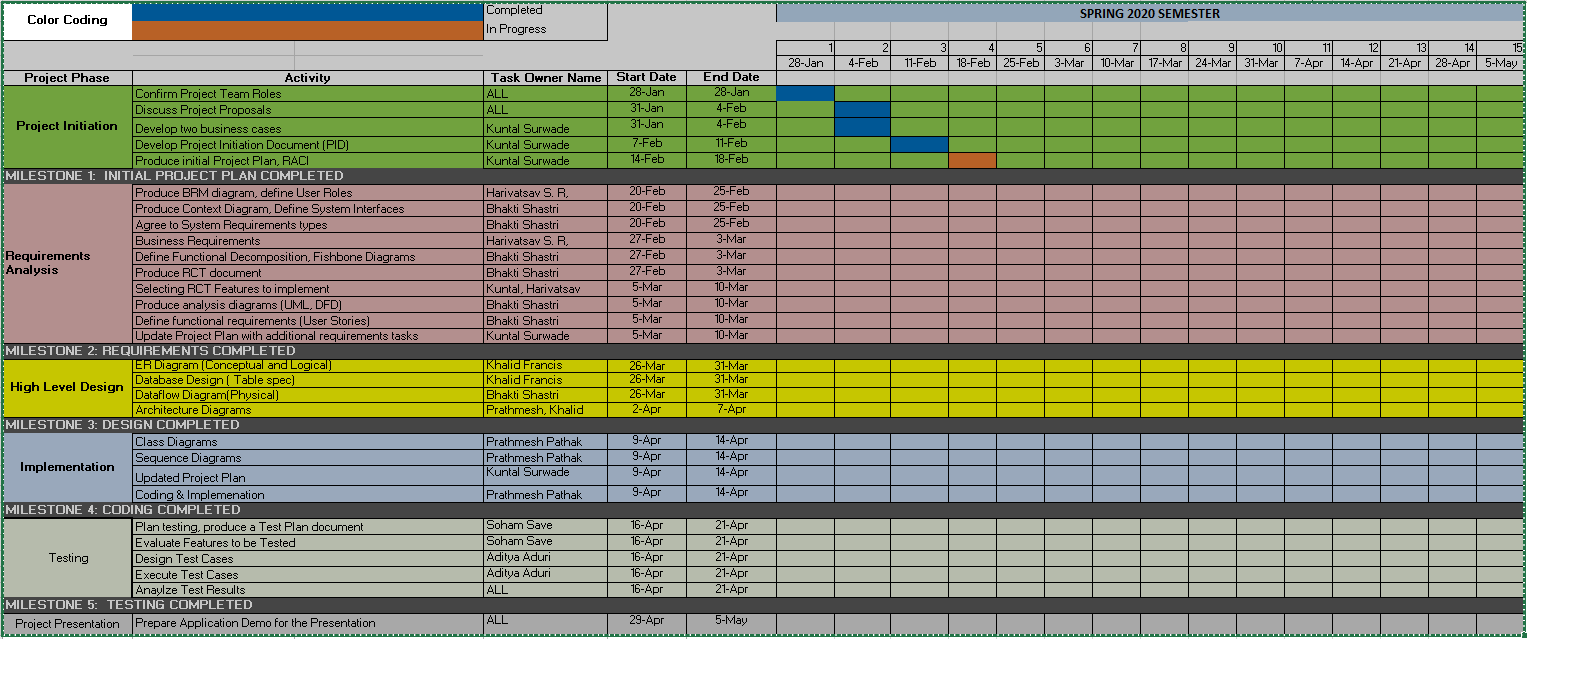 Color Coding Completed SPRING 2020 SEMESTER
In Progress
1 2 3 4 5 6 7 8 9 10 11 12 13 14 15
28-Jan 4-Feb 11-Feb 18-Feb 25-Feb 3-Mar 10-Mar 17-Mar 24-Mar 31-Mar 7-Apr 14-Apr 21-Apr 28-Apr 5-May
Project Phase Activity Task Owner Name Start Date End Date
Project Initiation
Confirm Project Team Roles ALL 28-Jan 28-Jan
Discuss Project Proposals ALL 31-Jan 4-Feb
Develop two business cases Kuntal Surwade 31-Jan 4-Feb
Develop Project Initiation Document (PID) Kuntal Surwade 7-Feb 11-Feb
Produce initial Project Plan, RACI Kuntal Surwade 14-Feb 18-Feb
MILESTONE 1: INITIAL PROJECT PLAN COMPLETED
Requirements
Analysis
Produce BRM diagram, define User Roles Harivatsav S. R, 20-Feb 25-Feb
Produce Context Diagram, Define System Interfaces Bhakti Shastri 20-Feb 25-Feb
Agree to System Requirements types Bhakti Shastri 20-Feb 25-Feb
Business Requirements Harivatsav S. R, 27-Feb 3-Mar
Define Functional Decomposition, Fishbone Diagrams Bhakti Shastri 27-Feb 3-Mar
Produce RCT document Bhakti Shastri 27-Feb 3-Mar
Selecting RCT Features to implement Kuntal, Harivatsav 5-Mar 10-Mar
Produce analysis diagrams (UML, DFD) Bhakti Shastri 5-Mar 10-Mar
Define functional requirements (User Stories) Bhakti Shastri 5-Mar 10-Mar
Update Project Plan with additional requirements tasks Kuntal Surwade 5-Mar 10-Mar
MILESTONE 2: REQUIREMENTS COMPLETED
High Level Design
ER Diagram (Conceptual and Logical) Khalid Francis 26-Mar 31-Mar
Database Design ( Table spec) Khalid Francis 26-Mar 31-Mar
Dataflow Diagram(Physical) Bhakti Shastri 26-Mar 31-Mar
Architecture Diagrams Prathmesh, Khalid 2-Apr 7-Apr
MILESTONE 3: DESIGN COMPLETED
Implementation
Class Diagrams Prathmesh Pathak 9-Apr 14-Apr
Sequence Diagrams Prathmesh Pathak 9-Apr 14-Apr
Updated Project Plan Kuntal Surwade 9-Apr 14-Apr
Coding & Implemenation Prathmesh Pathak 9-Apr 14-Apr
MILESTONE 4: CODING COMPLETED
Testing
Plan testing, produce a Test Plan document Soham Save 16-Apr 21-Apr
Evaluate Features to be Tested Soham Save 16-Apr 21-Apr
Design Test Cases Aditya Aduri 16-Apr 21-Apr
Execute Test Cases Aditya Aduri 16-Apr 21-Apr
Anaylze Test Results ALL 16-Apr 21-Apr
MILESTONE 5: TESTING COMPLETED
Project Presentation Prepare Application Demo for the Presentation ALL 29-Apr 5-May